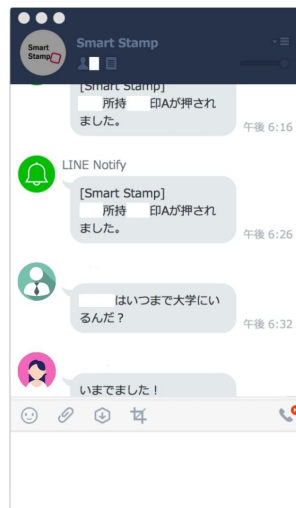 Smart
Stamp
Smart Stamp
[Smart Stamp]
所持 印Aが押され
ました。
午後 6:16
LINE Notify
[Smart Stamp]
所持 印Aが押され
ました。
午後 6:26
はいつまで大学にい
るんだ？
午後 6:32
いまでました！